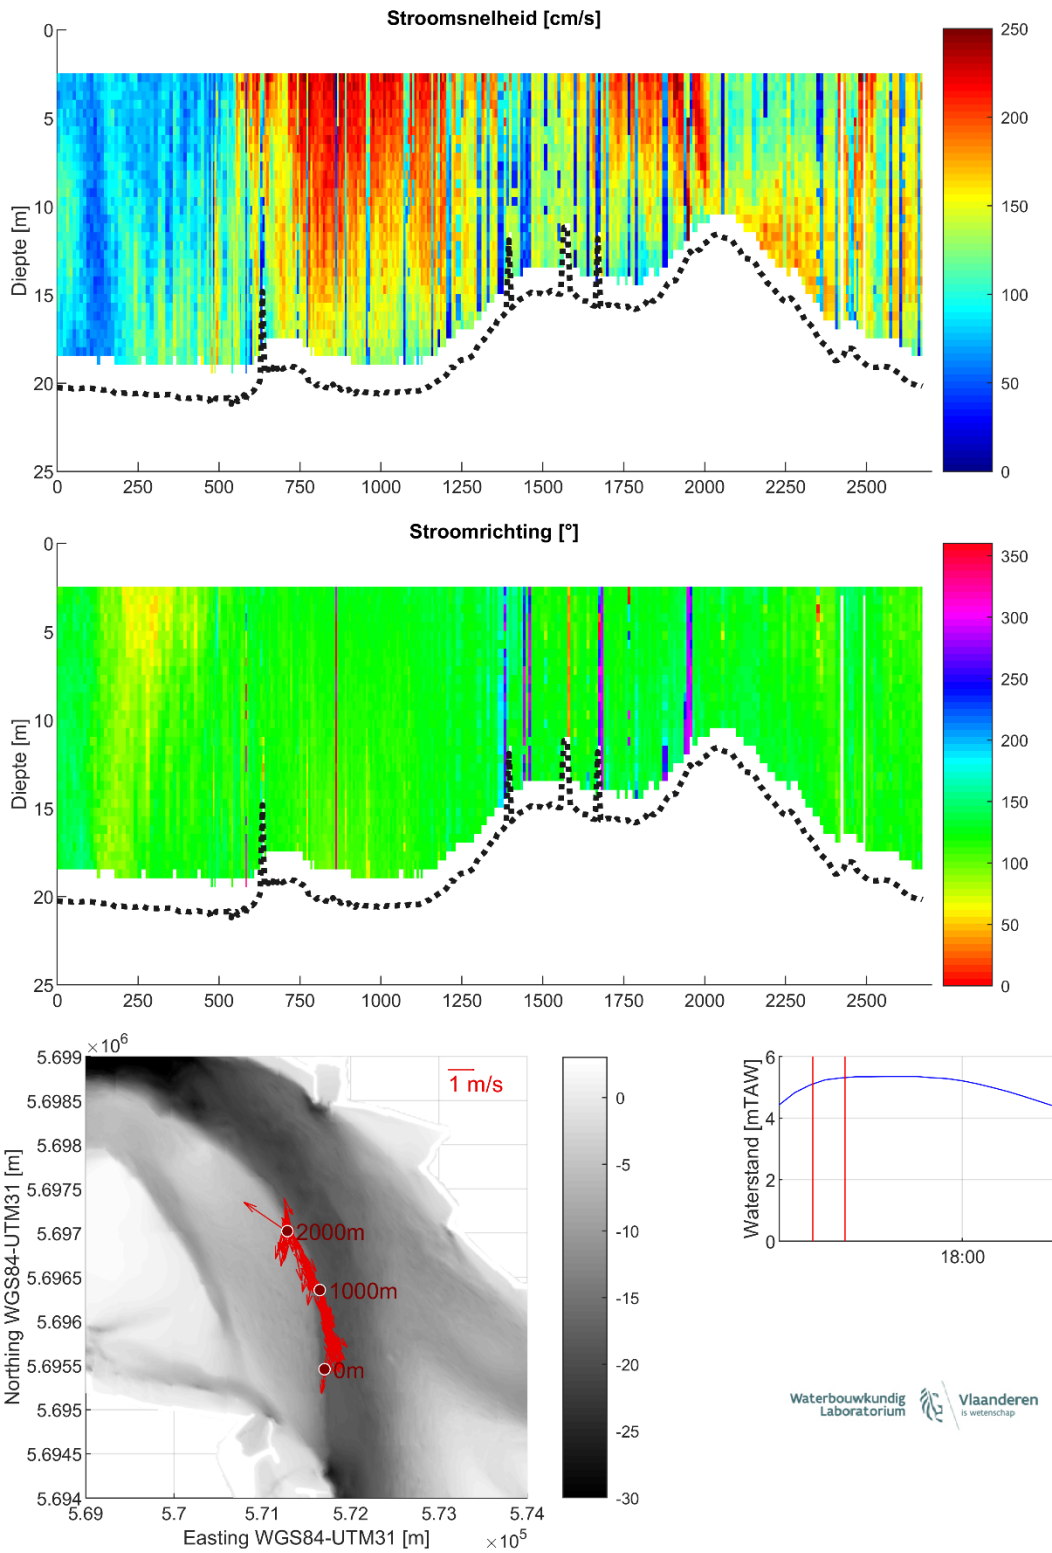 Stroomsnelheid [cm/s]
0
5
10
15
20
25
Diepte [m]
0 250 500 750 1000 1250 1500 1750 2000 2250 2500
250
200
150
100
50
0
Stroomrichting [°]
0
5
10
15
20
25
Diepte [m]
0 250 500 750 1000 1250 1500 1750 2000 2250 2500
350
300
250
200
150
100
50
0
×10⁶
5.699
5.6985
5.698
5.6975
5.697
5.6965
5.696
5.6955
5.695
5.6945
5.694
Northing WGS84-UTM31 [m]
1 m/s
2000m
1000m
0m
5.69 5.7 5.71 5.72 5.73 5.74
Easting WGS84-UTM31 [m]
×10⁵
0
-5
-10
-15
-20
-25
-30
6
4
2
0
Waterstand [mTAW]
18:00
Waterbouwkundig
Laboratorium
Vlaanderen
is wetenschap